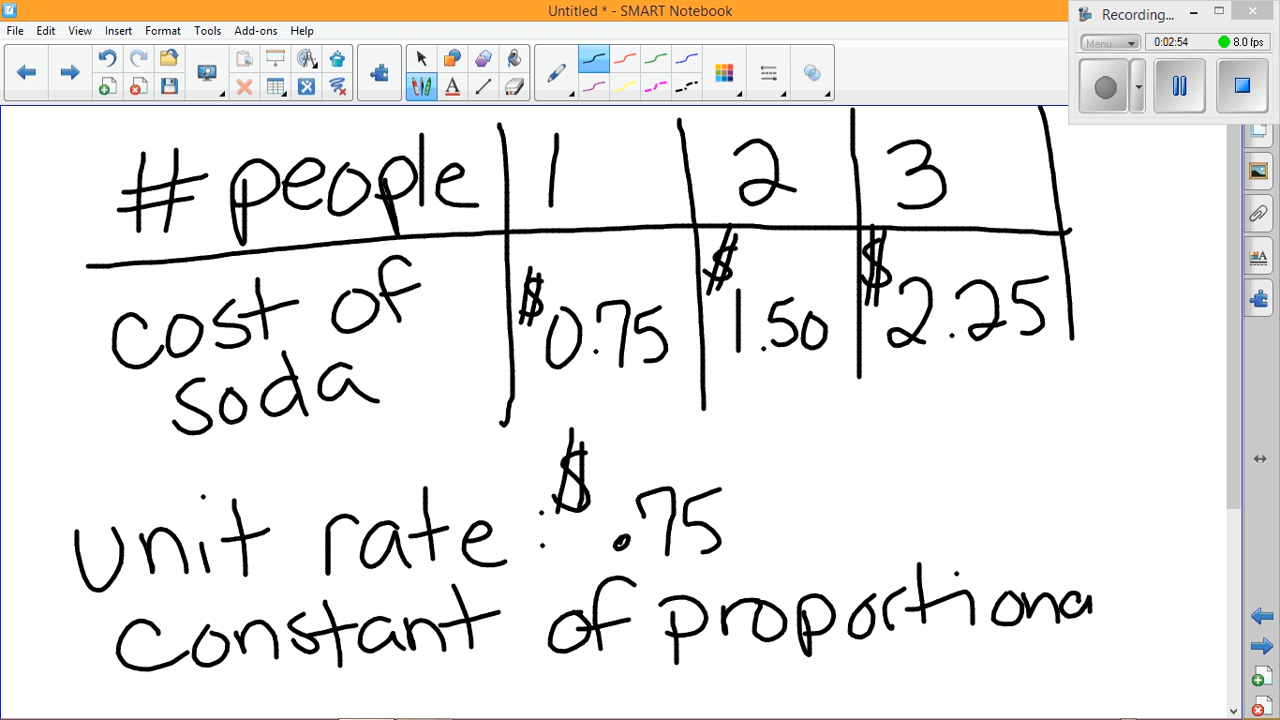 Untitled * - SMART Notebook
Recording...
File Edit View Insert Format Tools Add-ons Help
Menu 0:02:54 8.0 fps
# people 1 2 3
cost of $0.75 $1.50 $2.25
soda
unit rate: $.75
constant of proportiona